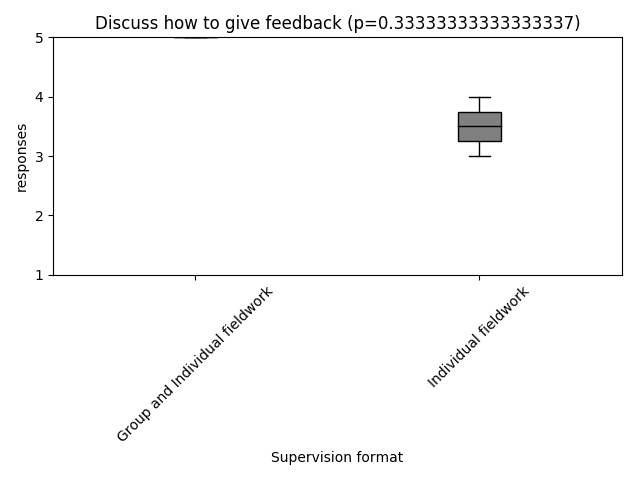 Discuss how to give feedback (p=0.33333333333333337)
responses
5
4
3
2
1
Group and Individual fieldwork
Individual fieldwork
Supervision format